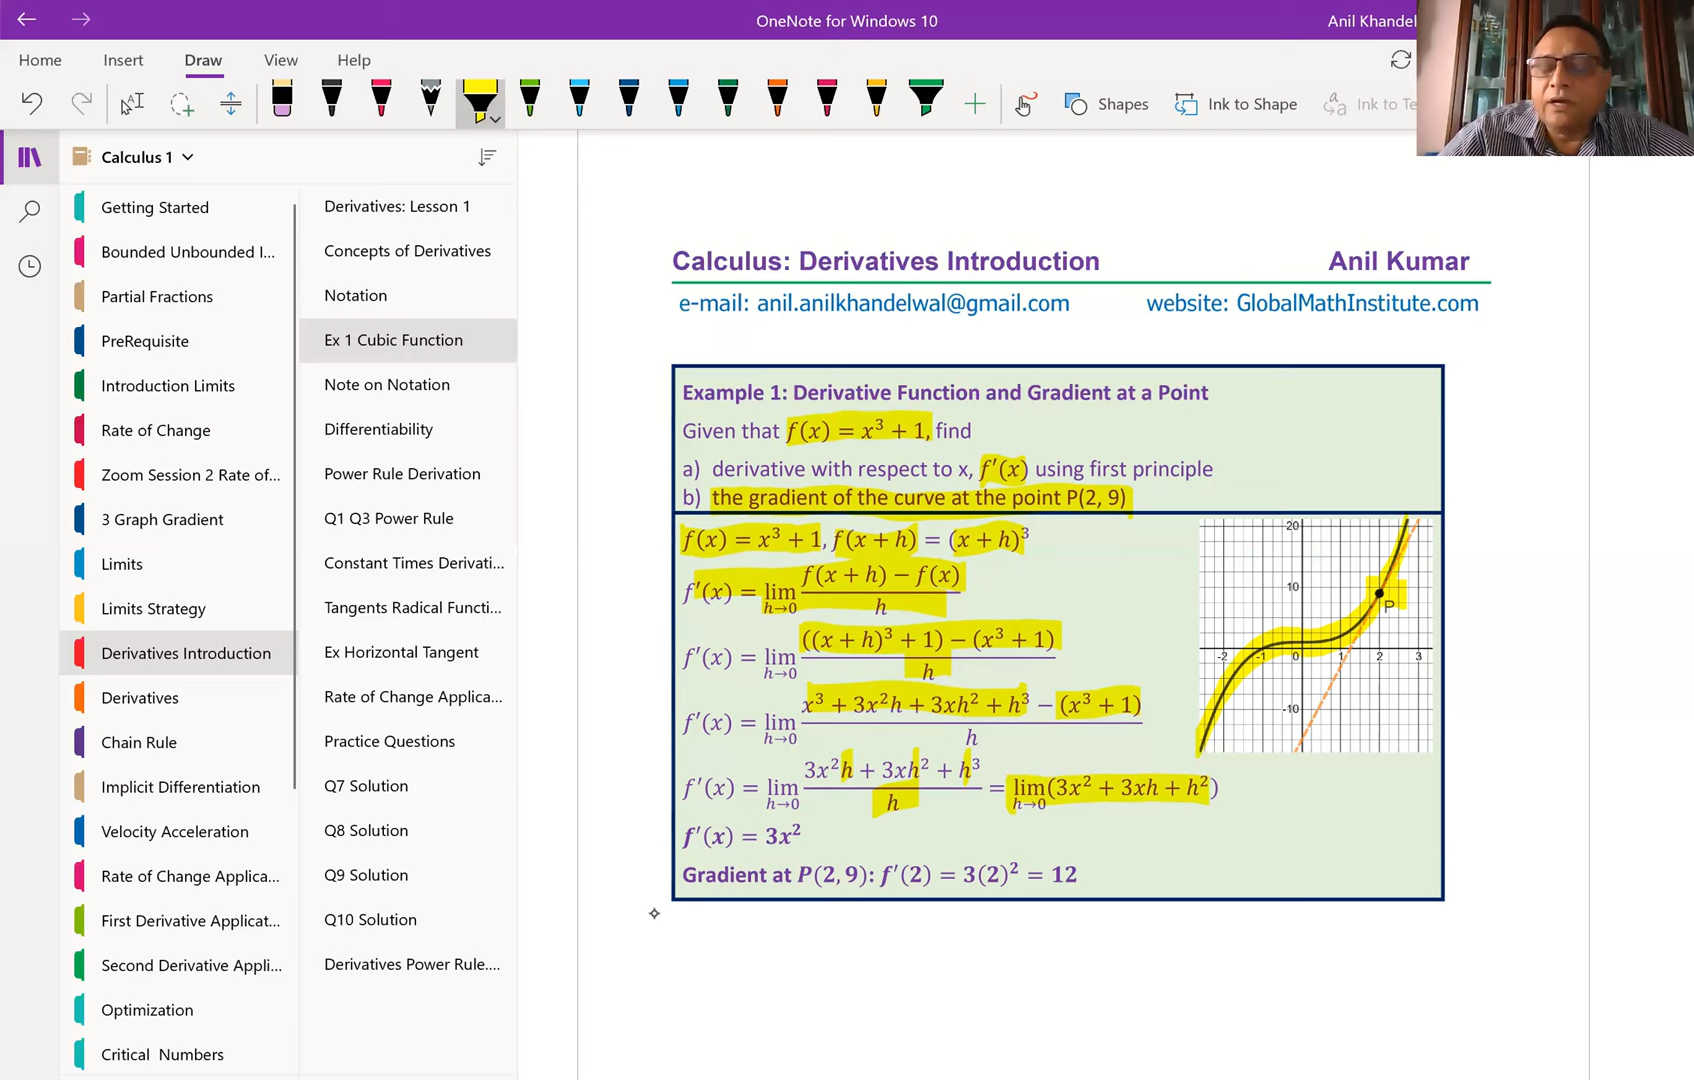 OneNote for Windows 10
Anil Khandel
Home Insert Draw View Help
Shapes Ink to Shape Ink to Te
Calculus 1
Getting Started
Bounded Unbounded I...
Partial Fractions
PreRequisite
Introduction Limits
Rate of Change
Zoom Session 2 Rate of...
3 Graph Gradient
Limits
Limits Strategy
Derivatives Introduction
Derivatives
Chain Rule
Implicit Differentiation
Velocity Acceleration
Rate of Change Applica...
First Derivative Applicat...
Second Derivative Appli...
Optimization
Critical Numbers
Derivatives: Lesson 1
Concepts of Derivatives
Notation
Ex 1 Cubic Function
Note on Notation
Differentiability
Power Rule Derivation
Q1 Q3 Power Rule
Constant Times Derivati...
Tangents Radical Functi...
Ex Horizontal Tangent
Rate of Change Applica...
Practice Questions
Q7 Solution
Q8 Solution
Q9 Solution
Q10 Solution
Derivatives Power Rule....
Calculus: Derivatives Introduction Anil Kumar
e-mail: anil.anilkhandelwal@gmail.com website: GlobalMathInstitute.com
Example 1: Derivative Function and Gradient at a Point
Given that f(x) = x³ + 1, find
a) derivative with respect to x, f′(x) using first principle
b) the gradient of the curve at the point P(2, 9)
f(x) = x³ + 1, f(x + h) = (x + h)³
f′(x) = lim h→0 (f(x + h) − f(x)) / h
f′(x) = lim h→0 ((x + h)³ + 1) − (x³ + 1) / h
f′(x) = lim h→0 x³ + 3x²h + 3xh² + h³ − (x³ + 1) / h
f′(x) = lim h→0 3x²h + 3xh² + h³ / h = lim h→0 (3x² + 3xh + h²)
f′(x) = 3x²
Gradient at P(2, 9): f′(2) = 3(2)² = 12
20
10
P
-2 -1 0 2 3
-10